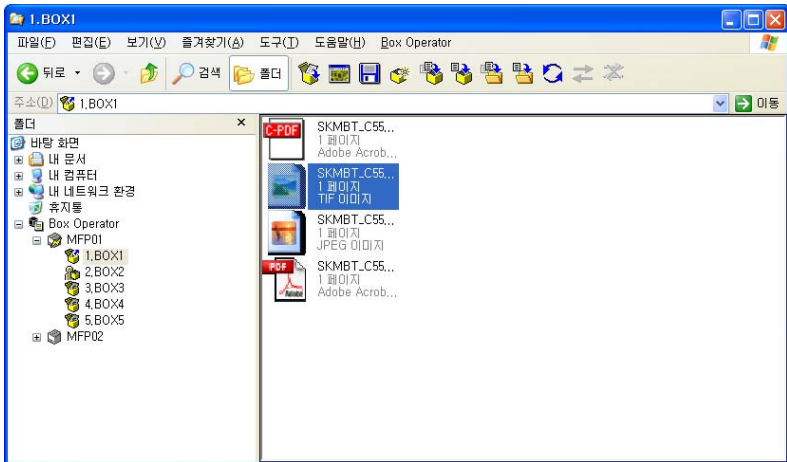 1.BOX1
파일(F) 편집(E) 보기(V) 즐겨찾기(A) 도구(T) 도움말(H) Box Operator
뒤로 검색 폴더
주소(D) 1.BOX1 이동
폴더 ×
바탕 화면
내 문서
내 컴퓨터
내 네트워크 환경
휴지통
Box Operator
MFP01
1.BOX1
2.BOX2
3.BOX3
4.BOX4
5.BOX5
MFP02
C-PDF
SKMBT_C55...
1 페이지
Adobe Acrob...
SKMBT_C55...
1 페이지
TIF 이미지
SKMBT_C55...
1 페이지
JPEG 이미지
PDF
Adobe
SKMBT_C55...
1 페이지
Adobe Acrob...